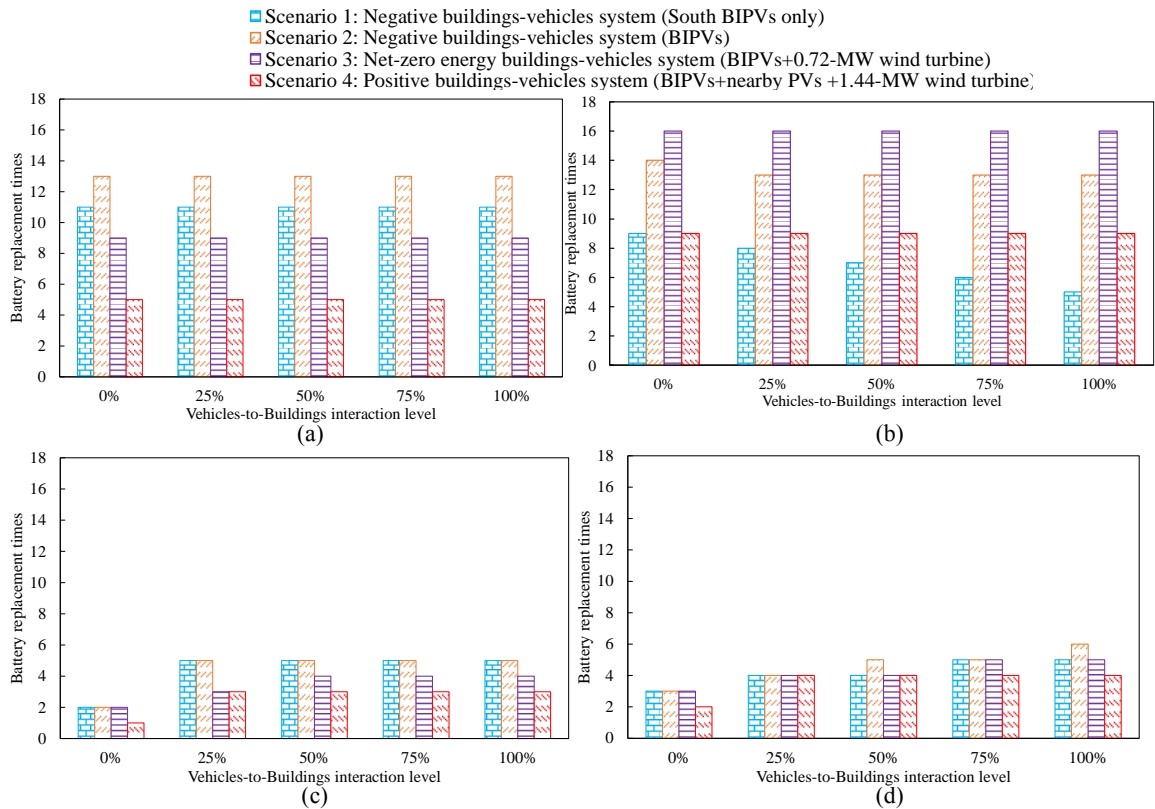 Scenario 1: Negative buildings-vehicles system (South BIPVs only)
Scenario 2: Negative buildings-vehicles system (BIPVs)
Scenario 3: Net-zero energy buildings-vehicles system (BIPVs+0.72-MW wind turbine)
Scenario 4: Positive buildings-vehicles system (BIPVs+nearby PVs +1.44-MW wind turbine)
Battery replacement times
18
16
14
12
10
8
6
4
2
0
0% 25% 50% 75% 100%
Vehicles-to-Buildings interaction level
(a)
Battery replacement times
18
16
14
12
10
8
6
4
2
0
0% 25% 50% 75% 100%
Vehicles-to-Buildings interaction level
(b)
Battery replacement times
18
16
14
12
10
8
6
4
2
0
0% 25% 50% 75% 100%
Vehicles-to-Buildings interaction level
(c)
Battery replacement times
18
16
14
12
10
8
6
4
2
0
0% 25% 50% 75% 100%
Vehicles-to-Buildings interaction level
(d)